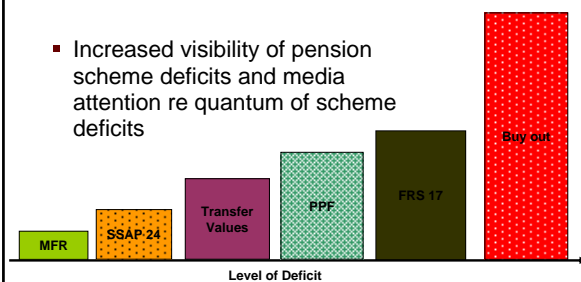 ▪ Increased visibility of pension
scheme deficits and media
attention re quantum of scheme
deficits
MFR
SSAP 24
Transfer
Values
PPF
FRS 17
Buy out
Level of Deficit